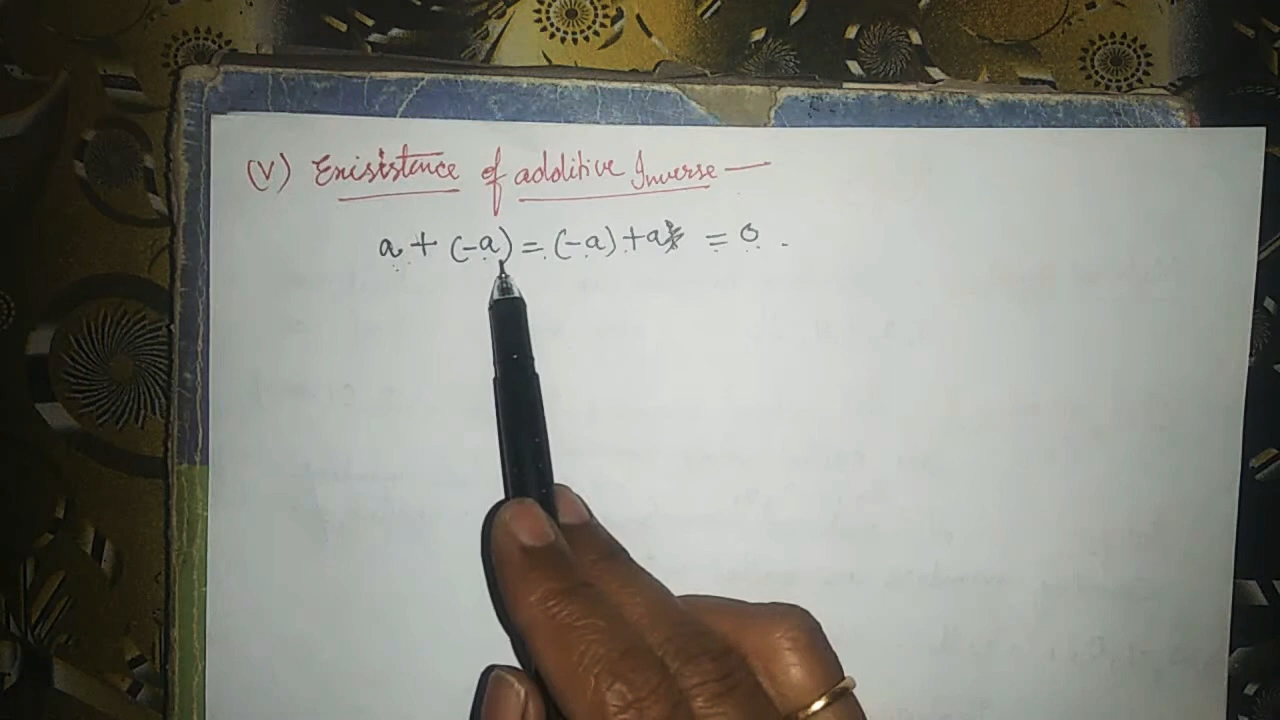 (V) Enisistence of additive Inverse —
a + (-a) = (-a) + a = 0 .